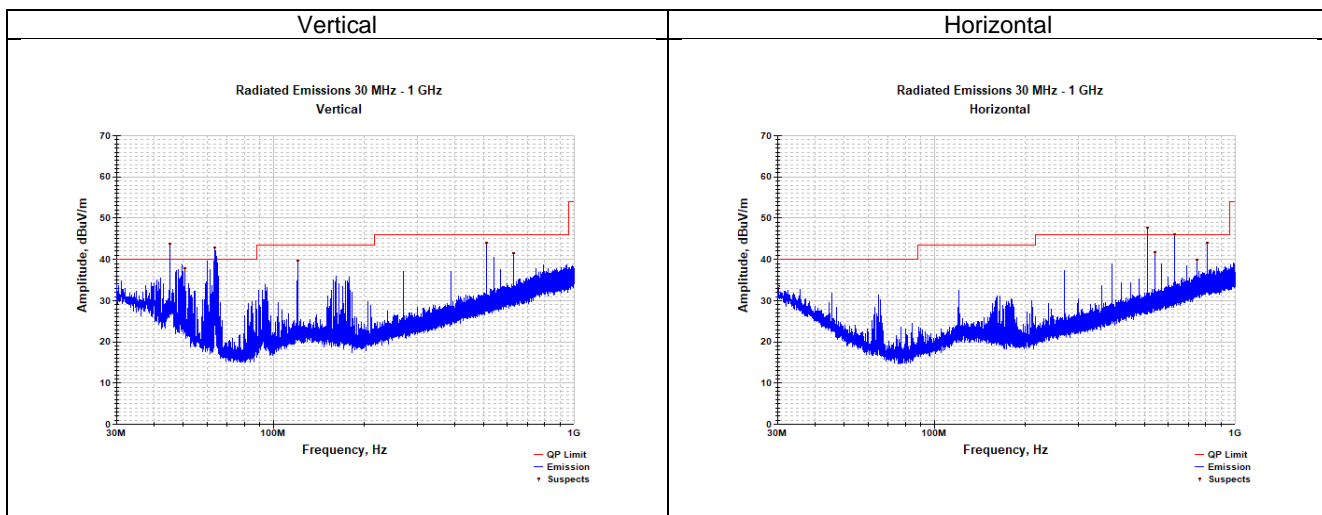 Vertical
Horizontal
Radiated Emissions 30 MHz - 1 GHz
Vertical
70
60
50
40
30
20
10
0
Amplitude, dBuV/m
30M
100M
1G
Frequency, Hz
QP Limit
Emission
Suspects
Radiated Emissions 30 MHz - 1 GHz
Horizontal
70
60
50
40
30
20
10
0
Amplitude, dBuV/m
30M
100M
1G
Frequency, Hz
QP Limit
Emission
Suspects